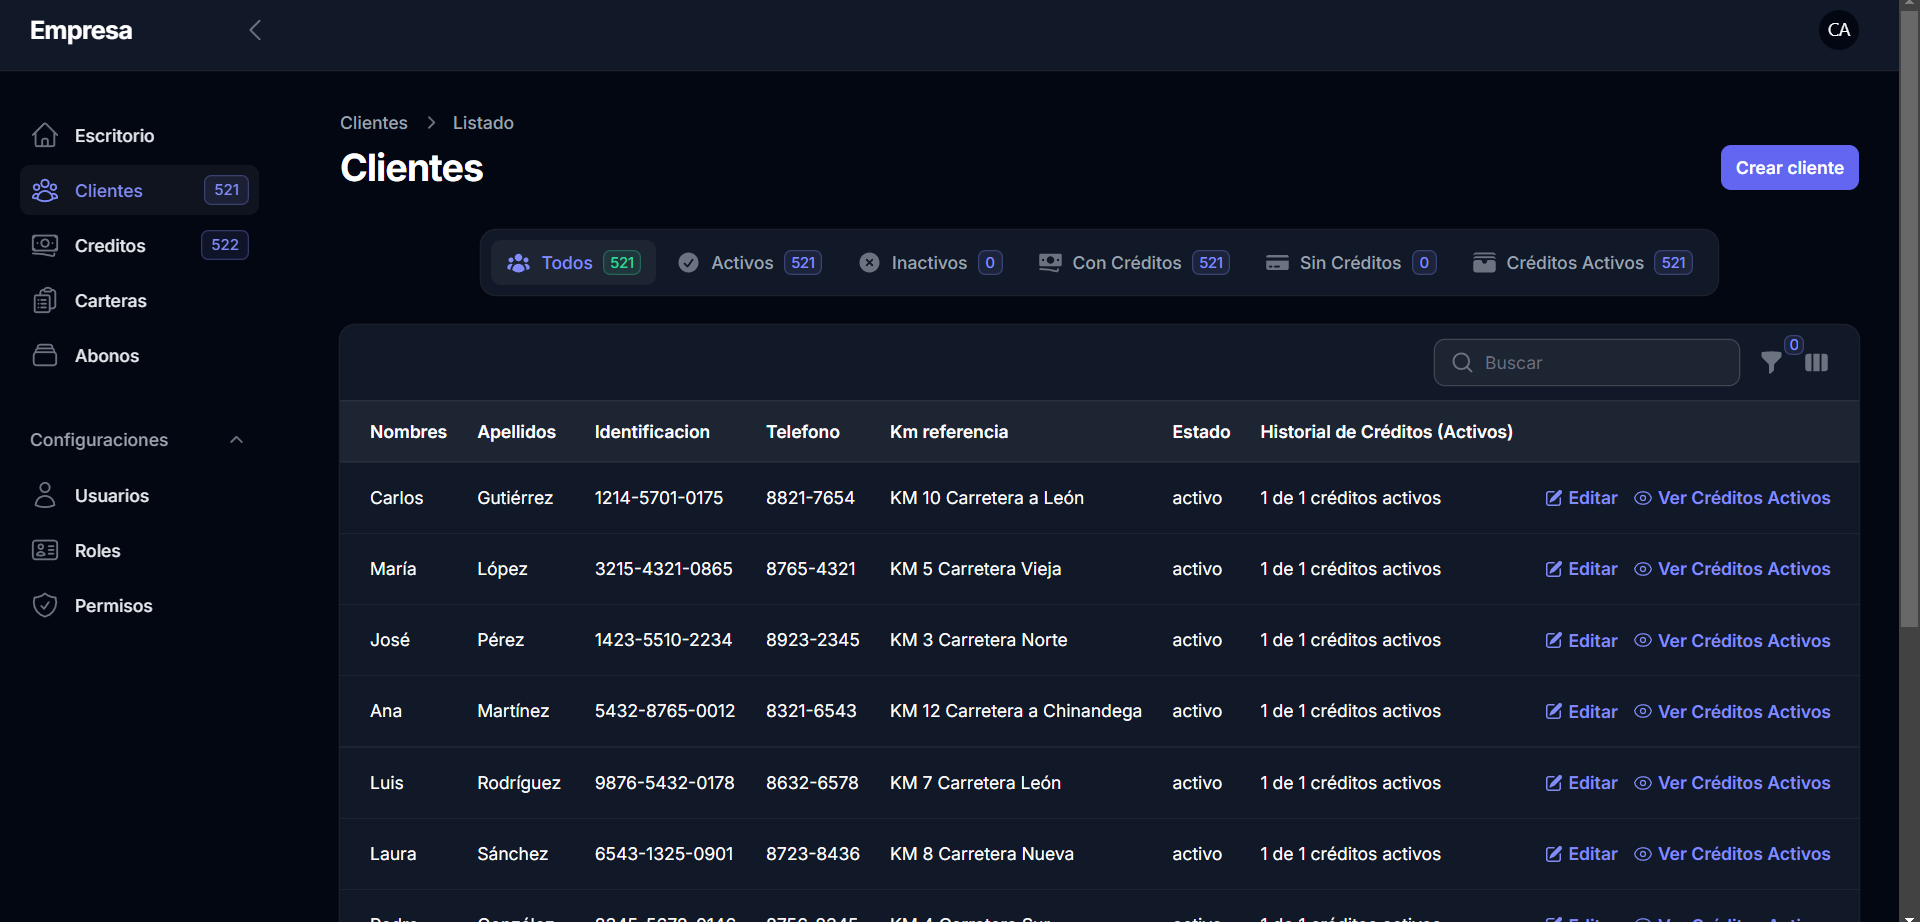 Empresa
CA
Escritorio
Clientes 521
Creditos 522
Carteras
Abonos
Configuraciones
Usuarios
Roles
Permisos
Clientes > Listado
Clientes
Crear cliente
Todos 521 Activos 521 Inactivos 0 Con Créditos 521 Sin Créditos 0 Créditos Activos 521
Buscar 0
Nombres Apellidos Identificacion Telefono Km referencia Estado Historial de Créditos (Activos)
Carlos Gutiérrez 1214-5701-0175 8821-7654 KM 10 Carretera a León activo 1 de 1 créditos activos Editar Ver Créditos Activos
María López 3215-4321-0865 8765-4321 KM 5 Carretera Vieja activo 1 de 1 créditos activos Editar Ver Créditos Activos
José Pérez 1423-5510-2234 8923-2345 KM 3 Carretera Norte activo 1 de 1 créditos activos Editar Ver Créditos Activos
Ana Martínez 5432-8765-0012 8321-6543 KM 12 Carretera a Chinandega activo 1 de 1 créditos activos Editar Ver Créditos Activos
Luis Rodríguez 9876-5432-0178 8632-6578 KM 7 Carretera León activo 1 de 1 créditos activos Editar Ver Créditos Activos
Laura Sánchez 6543-1325-0901 8723-8436 KM 8 Carretera Nueva activo 1 de 1 créditos activos Editar Ver Créditos Activos